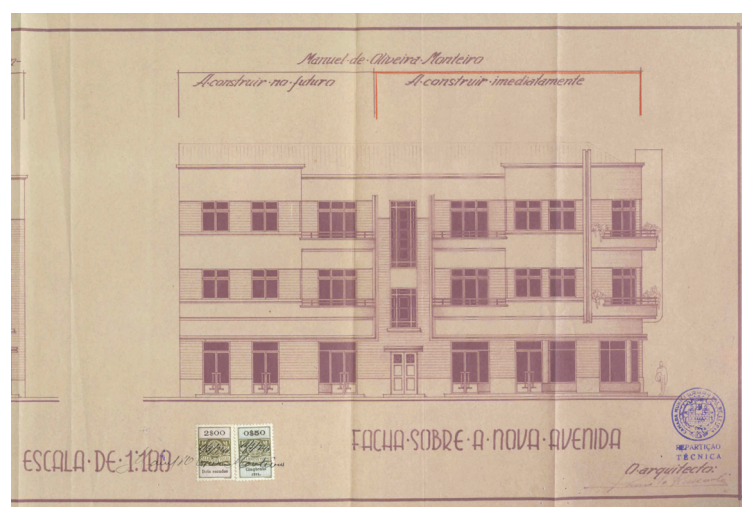 Manuel·de·Oliveira·Monteiro
A·construir·no·futuro
A·construir·imediatamente
FACHA·SOBRE·A·NOVA·AVENIDA
ESCALA·DE·1:100
2$00
0$50
REPARTIÇÃO
TÉCNICA
O·arquitecto: